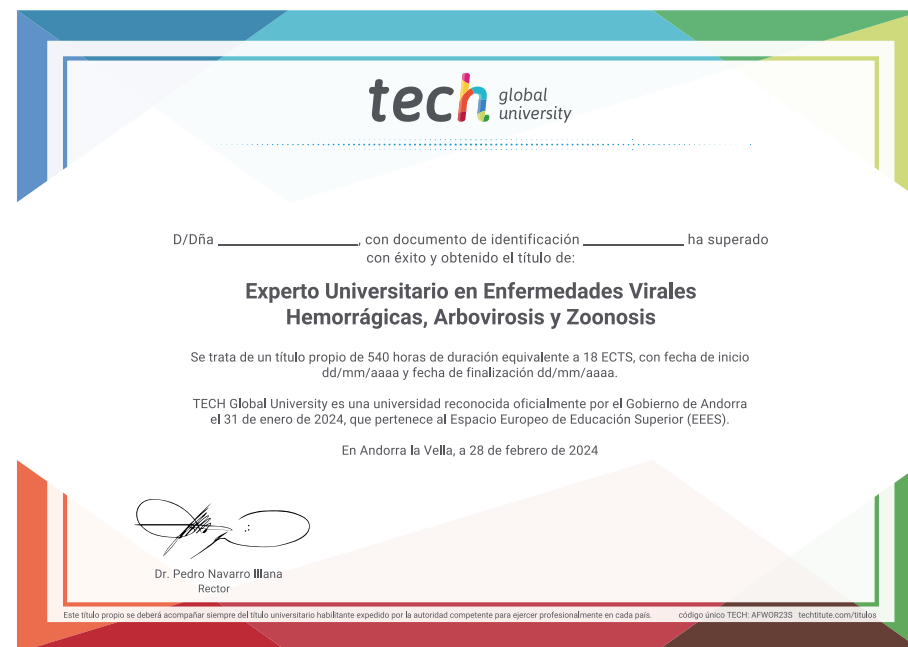 tech global university
D/Dña ____________________, con documento de identificación ______________ ha superado
con éxito y obtenido el título de:
Experto Universitario en Enfermedades Virales
Hemorrágicas, Arbovirosis y Zoonosis
Se trata de un título propio de 540 horas de duración equivalente a 18 ECTS, con fecha de inicio
dd/mm/aaaa y fecha de finalización dd/mm/aaaa.
TECH Global University es una universidad reconocida oficialmente por el Gobierno de Andorra
el 31 de enero de 2024, que pertenece al Espacio Europeo de Educación Superior (EEES).
En Andorra la Vella, a 28 de febrero de 2024
Dr. Pedro Navarro Illana
Rector
Este título propio se deberá acompañar siempre del título universitario habilitante expedido por la autoridad competente para ejercer profesionalmente en cada país. código único TECH: AFWOR23S techtitute.com/titulos